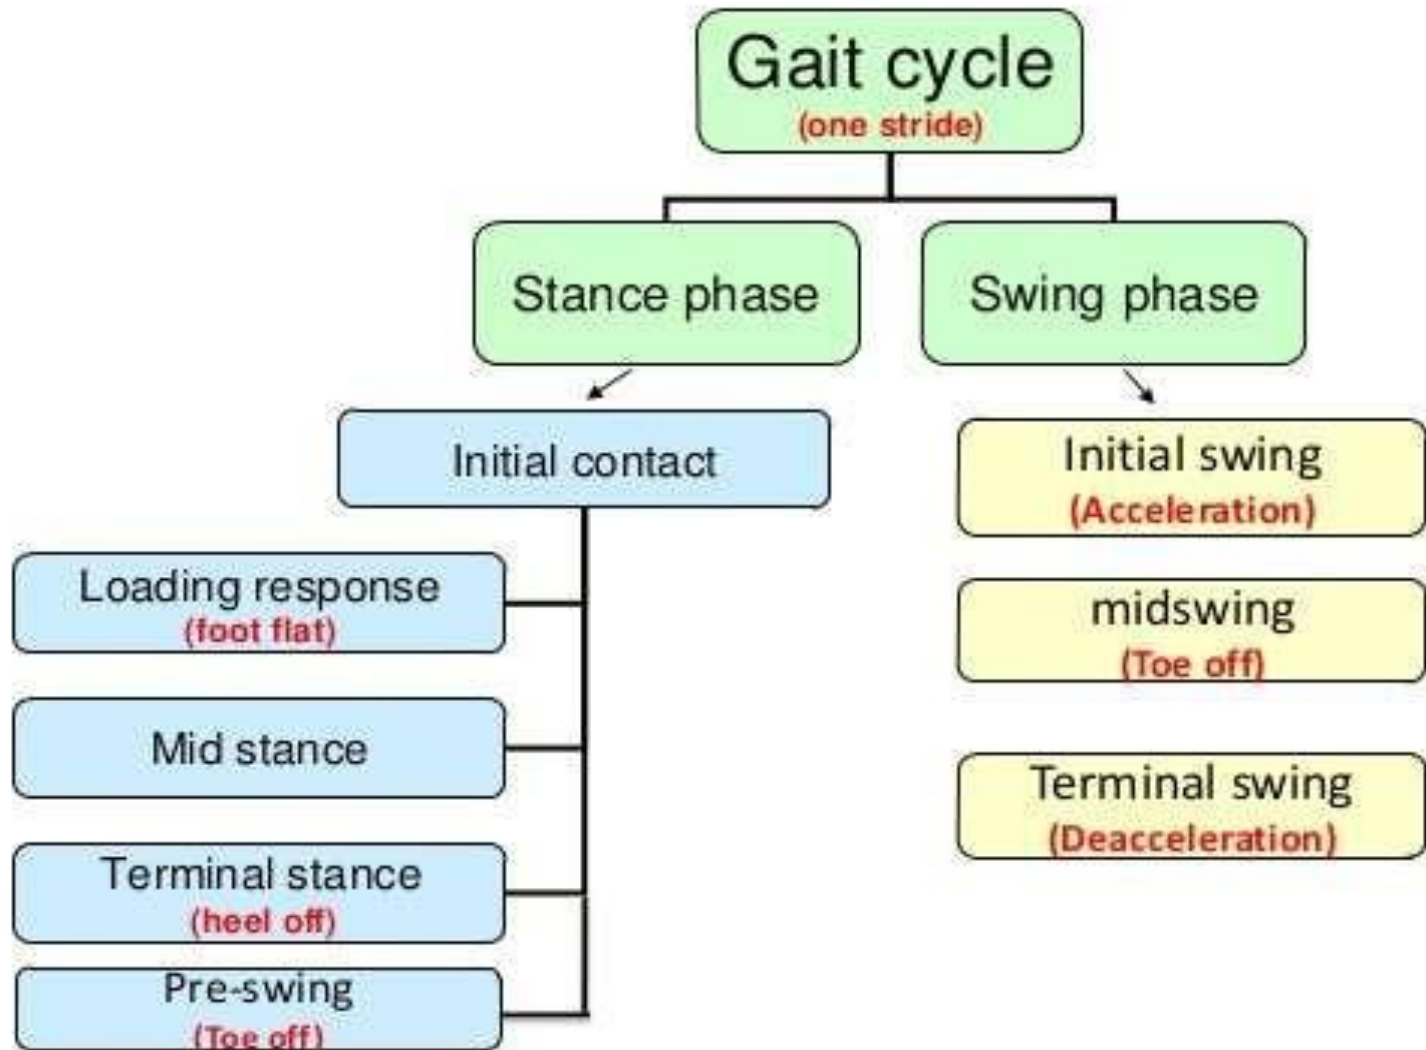 Gait cycle
(one stride)
Stance phase
Swing phase
Initial contact
Loading response
(foot flat)
Mid stance
Terminal stance
(heel off)
Pre-swing
(Toe off)
Initial swing
(Acceleration)
midswing
(Toe off)
Terminal swing
(Deacceleration)